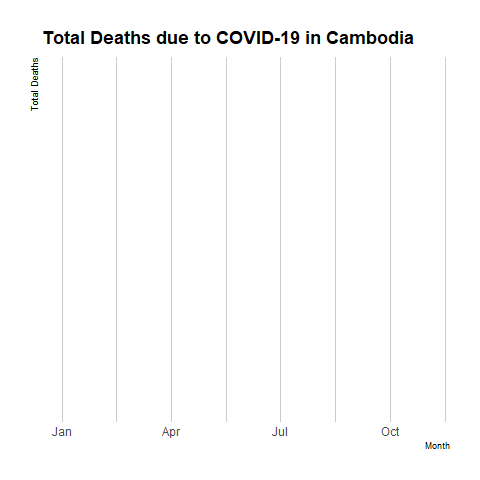 Total Deaths due to COVID-19 in Cambodia
Total Deaths
Jan Apr Jul Oct
Month